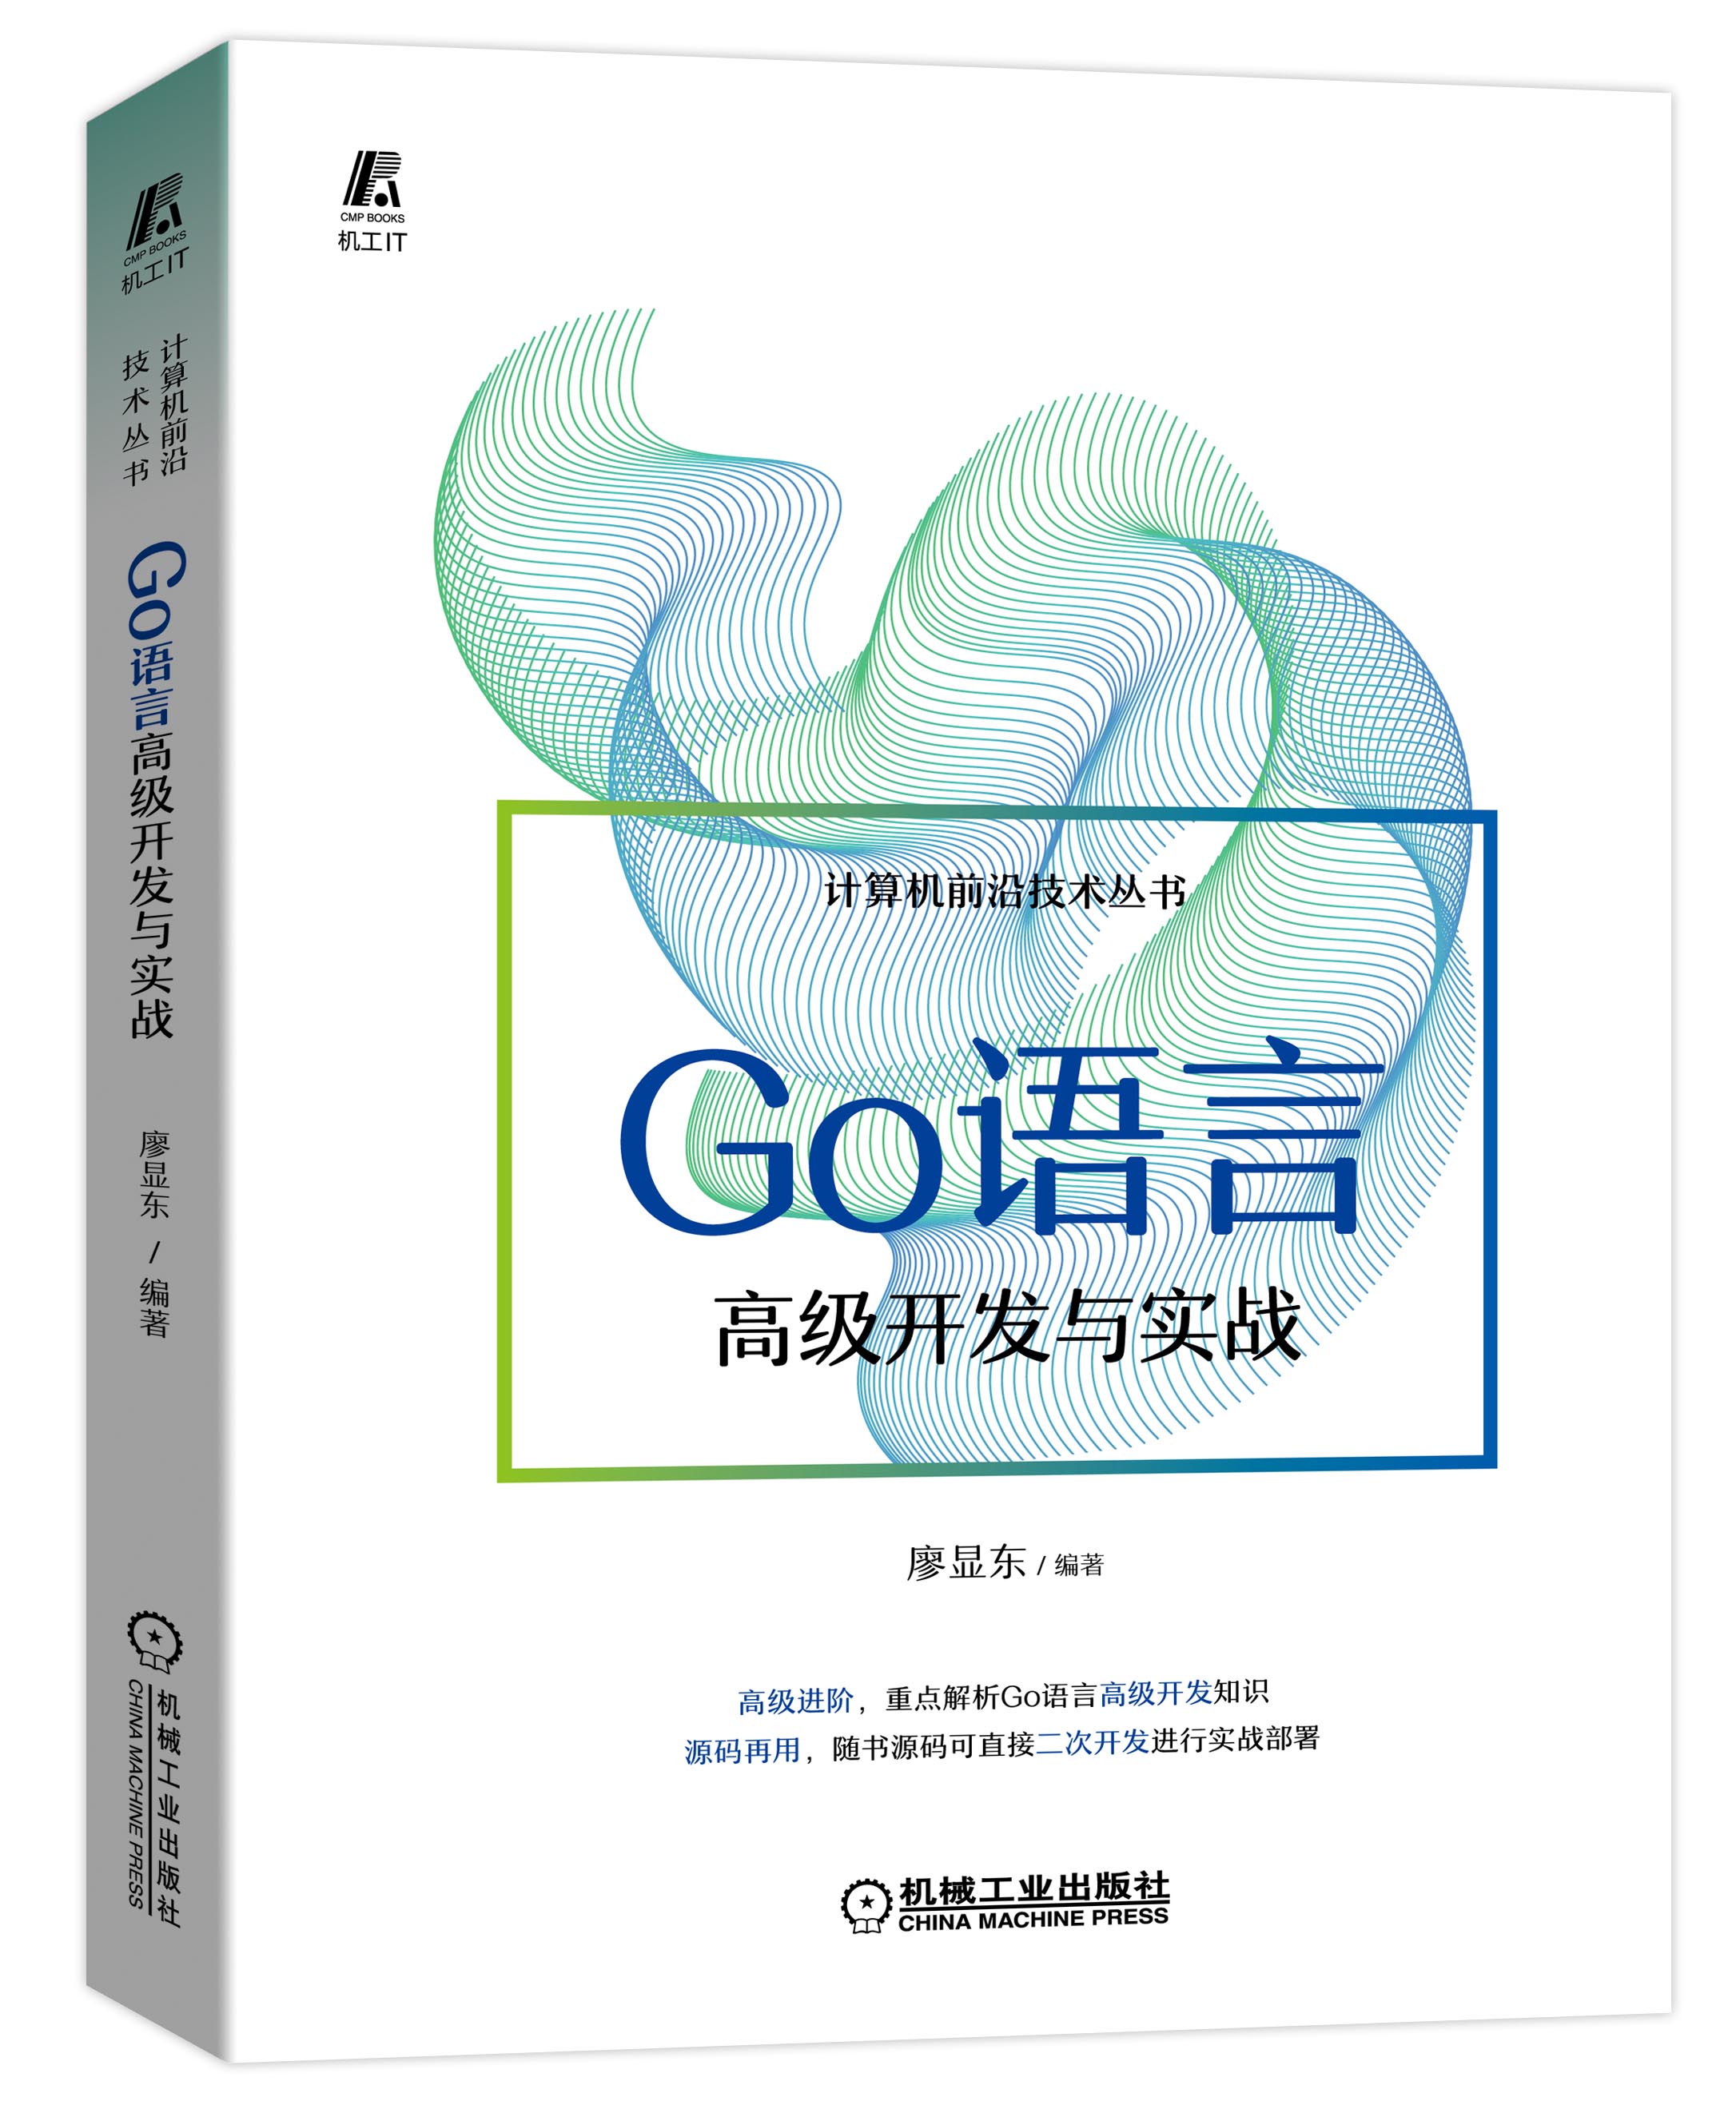 CMP BOOKS
机工IT
计算机前沿
技术丛书
Go语言高级开发与实战
廖显东 / 编著
机械工业出版社
CHINA MACHINE PRESS
CMP BOOKS
机工IT
计算机前沿技术丛书
Go语言
高级开发与实战
廖显东 / 编著
高级进阶，重点解析Go语言高级开发知识
源码再用，随书源码可直接二次开发进行实战部署
机械工业出版社
CHINA MACHINE PRESS